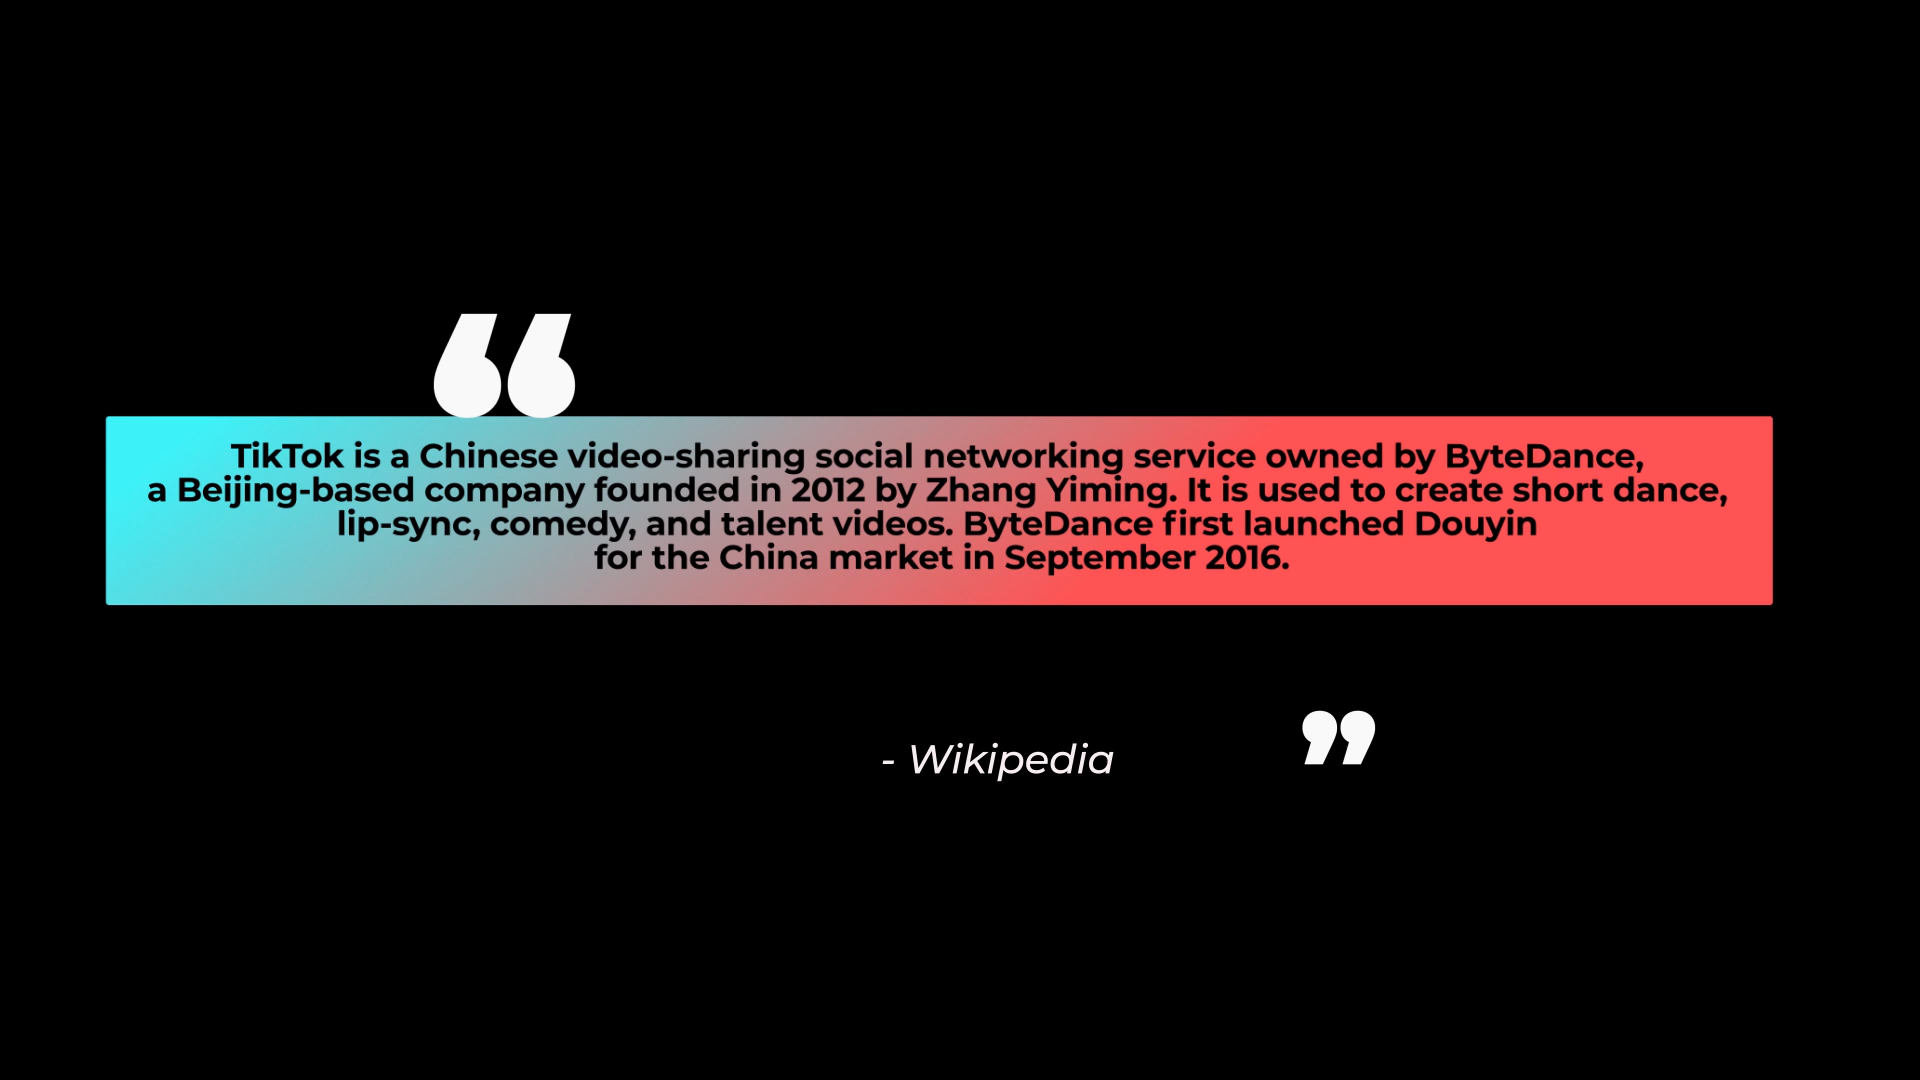 “
TikTok is a Chinese video-sharing social networking service owned by ByteDance,
a Beijing-based company founded in 2012 by Zhang Yiming. It is used to create short dance,
lip-sync, comedy, and talent videos. ByteDance first launched Douyin
for the China market in September 2016.
”
- Wikipedia